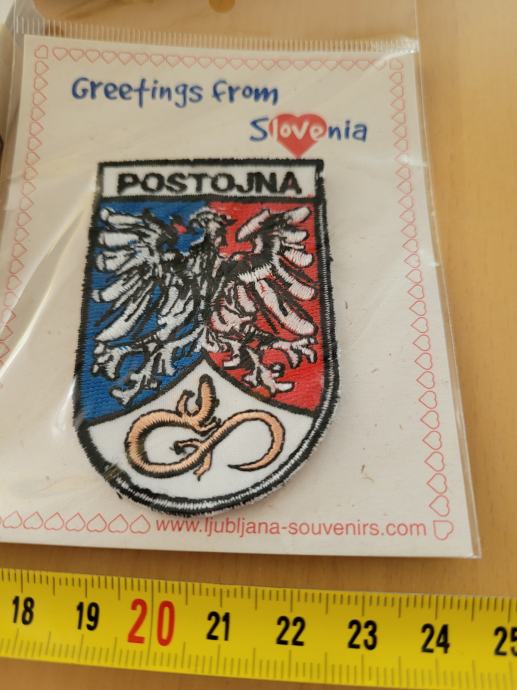 Greetings from
Slovenia
POSTOJNA
www.ljubljana-souvenirs.com
18 19 20 21 22 23 24 25